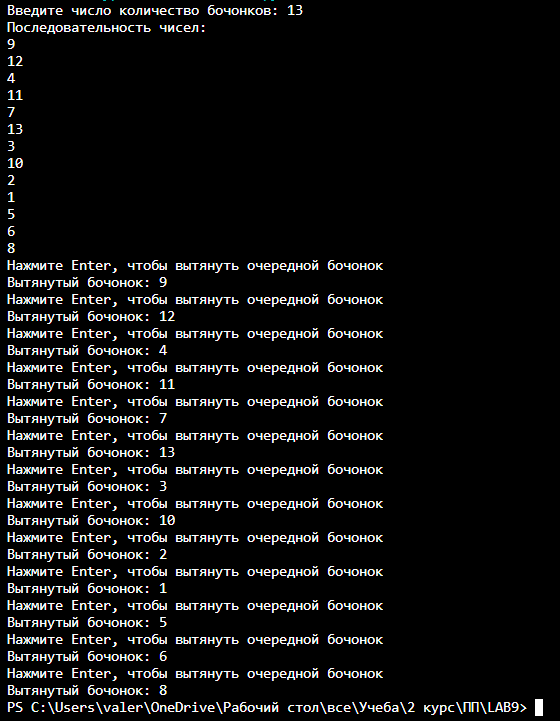 Введите число количество бочонков: 13
Последовательность чисел:
9
12
4
11
7
13
3
10
2
1
5
6
8
Нажмите Enter, чтобы вытянуть очередной бочонок
Вытянутый бочонок: 9
Нажмите Enter, чтобы вытянуть очередной бочонок
Вытянутый бочонок: 12
Нажмите Enter, чтобы вытянуть очередной бочонок
Вытянутый бочонок: 4
Нажмите Enter, чтобы вытянуть очередной бочонок
Вытянутый бочонок: 11
Нажмите Enter, чтобы вытянуть очередной бочонок
Вытянутый бочонок: 7
Нажмите Enter, чтобы вытянуть очередной бочонок
Вытянутый бочонок: 13
Нажмите Enter, чтобы вытянуть очередной бочонок
Вытянутый бочонок: 3
Нажмите Enter, чтобы вытянуть очередной бочонок
Вытянутый бочонок: 10
Нажмите Enter, чтобы вытянуть очередной бочонок
Вытянутый бочонок: 2
Нажмите Enter, чтобы вытянуть очередной бочонок
Вытянутый бочонок: 1
Нажмите Enter, чтобы вытянуть очередной бочонок
Вытянутый бочонок: 5
Нажмите Enter, чтобы вытянуть очередной бочонок
Вытянутый бочонок: 6
Нажмите Enter, чтобы вытянуть очередной бочонок
Вытянутый бочонок: 8
PS C:\Users\valer\OneDrive\Рабочий стол\все\Учеба\2 курс\ПП\LAB9>